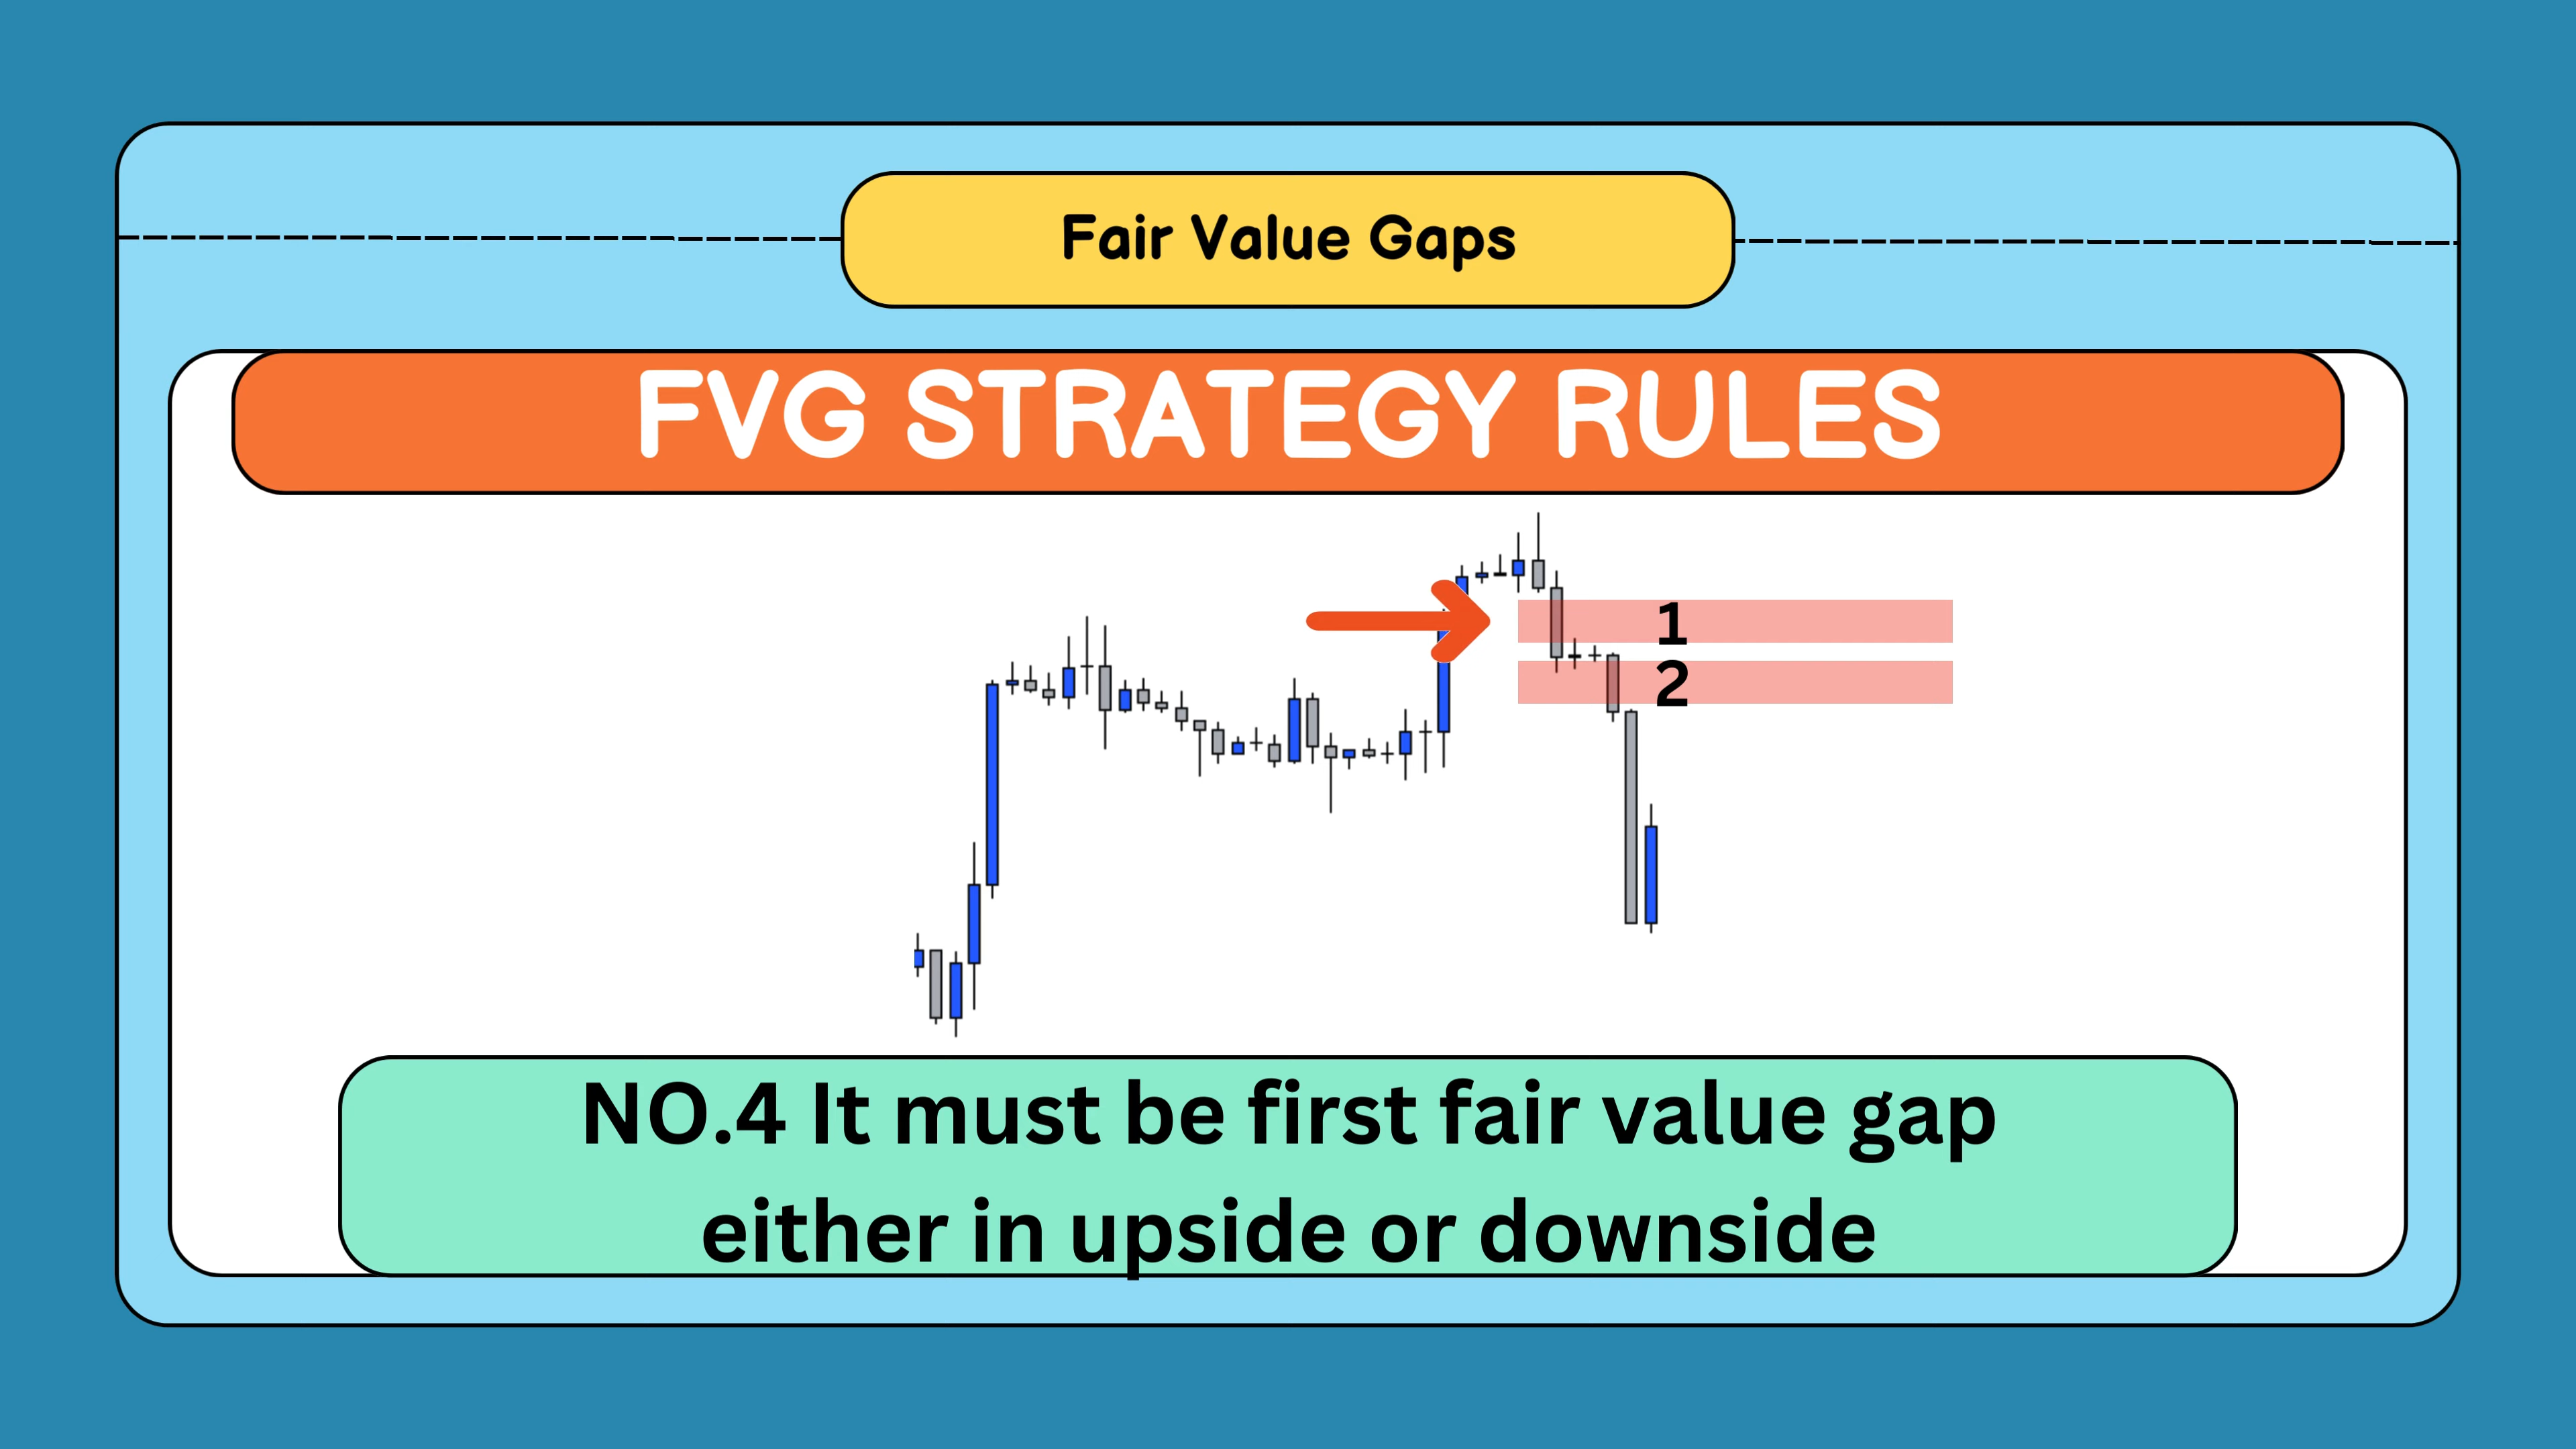 Fair Value Gaps
FVG STRATEGY RULES
1
2
NO.4 It must be first fair value gap
either in upside or downside